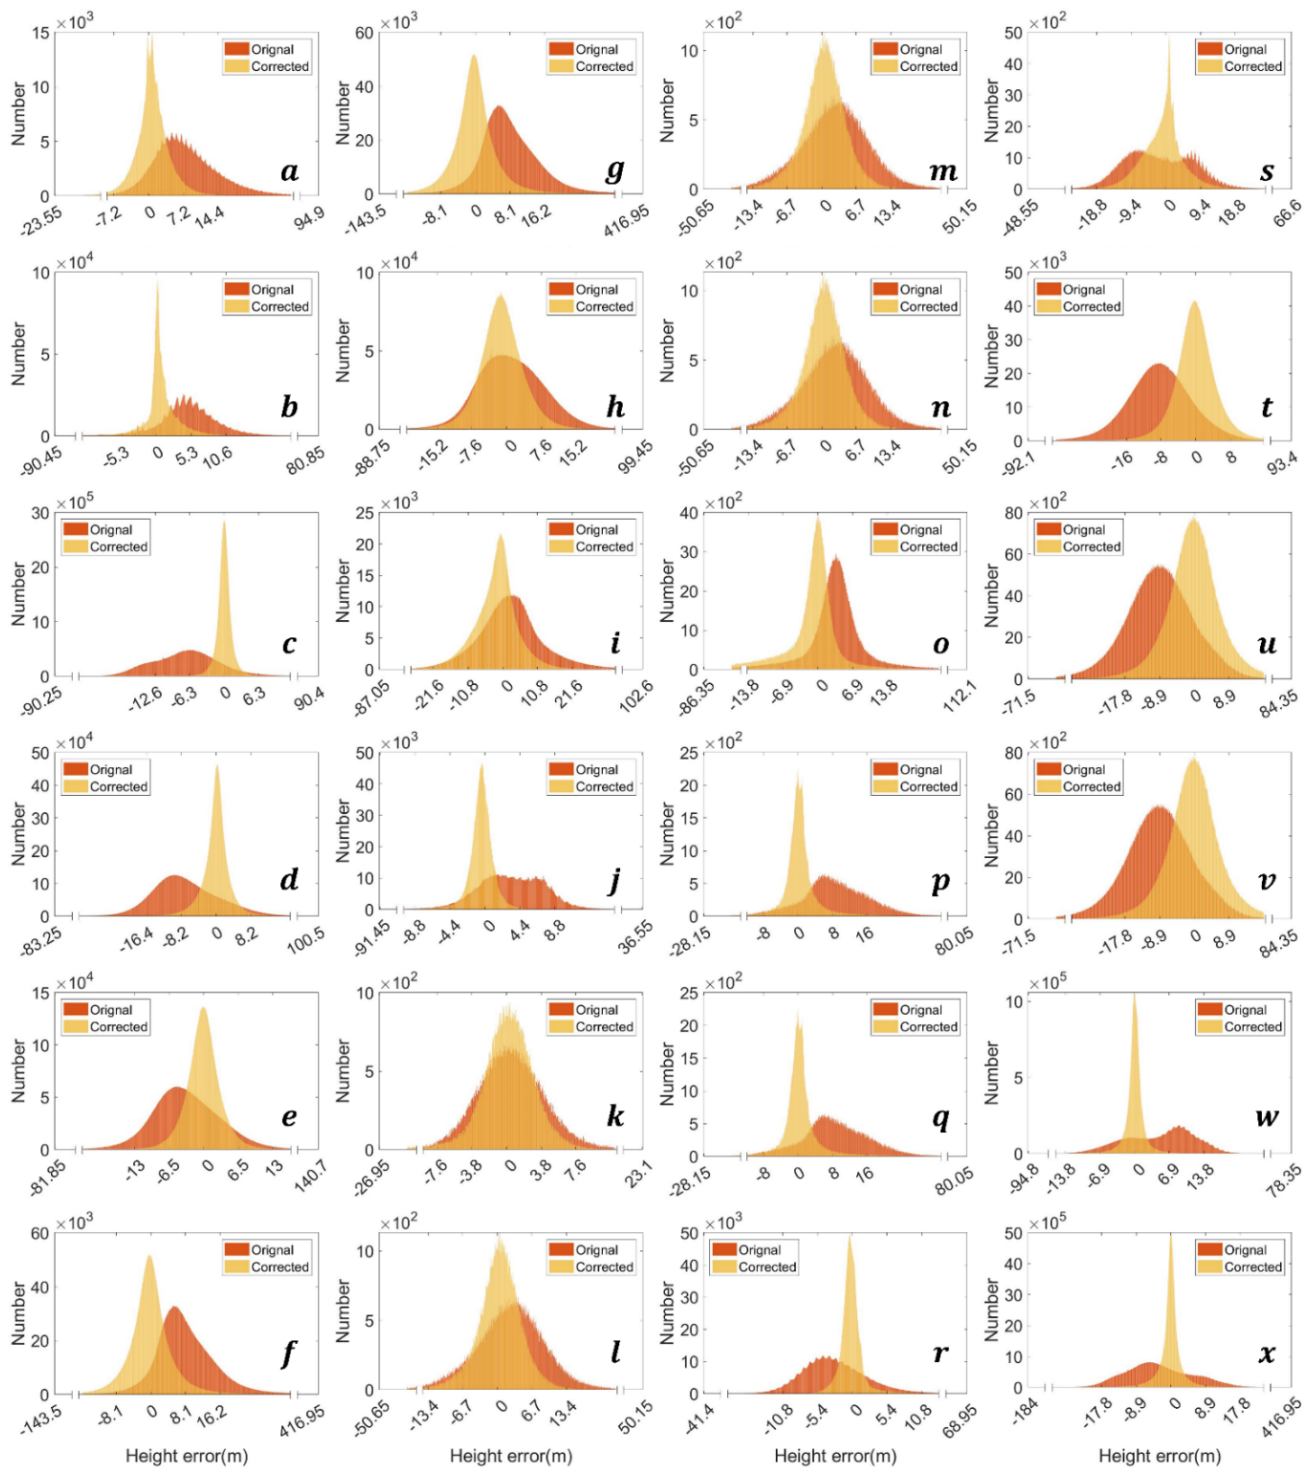 ×10³
15
10
5
0
Number
Orignal
Corrected
a
-23.55 -7.2 0 7.2 14.4 94.9
×10³
60
40
20
0
Number
Orignal
Corrected
g
-143.5 -8.1 0 8.1 16.2 416.95
×10²
10
5
0
Number
Orignal
Corrected
m
-50.65 -13.4 -6.7 0 6.7 13.4 50.15
×10²
50
40
30
20
10
0
Number
Orignal
Corrected
s
-48.55 -18.8 -9.4 0 9.4 18.8 66.6
×10⁴
10
5
0
Number
Orignal
Corrected
b
-90.45 -5.3 0 5.3 10.6 80.85
×10⁴
10
5
0
Number
Orignal
Corrected
h
-88.75 -15.2 -7.6 0 7.6 15.2 99.45
×10²
10
5
0
Number
Orignal
Corrected
n
-50.65 -13.4 -6.7 0 6.7 13.4 50.15
×10³
50
40
30
20
10
0
Number
Orignal
Corrected
t
-92.1 -16 -8 0 8 93.4
×10⁵
30
20
10
0
Number
Orignal
Corrected
c
-90.25 -12.6 -6.3 0 6.3 90.4
×10³
25
20
15
10
5
0
Number
Orignal
Corrected
i
-87.05 -21.6 -10.8 0 10.8 21.6 102.6
×10²
40
30
20
10
0
Number
Orignal
Corrected
o
-86.35 -13.8 -6.9 0 6.9 13.8 112.1
×10²
80
60
40
20
0
Number
Orignal
Corrected
u
-71.5 -17.8 -8.9 0 8.9 84.35
×10⁴
50
40
30
20
10
0
Number
Orignal
Corrected
d
-83.25 -16.4 -8.2 0 8.2 100.5
×10³
50
40
30
20
10
0
Number
Orignal
Corrected
j
-91.45 -8.8 -4.4 0 4.4 8.8 36.55
×10²
25
20
15
10
5
0
Number
Orignal
Corrected
p
-28.15 -8 0 8 16 80.05
×10²
80
60
40
20
0
Number
Orignal
Corrected
v
-71.5 -17.8 -8.9 0 8.9 84.35
×10⁴
15
10
5
0
Number
Orignal
Corrected
e
-81.85 -13 -6.5 0 6.5 13 140.7
×10²
10
5
0
Number
Orignal
Corrected
k
-26.95 -7.6 -3.8 0 3.8 7.6 23.1
×10²
25
20
15
10
5
0
Number
Orignal
Corrected
q
-28.15 -8 0 8 16 80.05
×10⁵
10
5
0
Number
Orignal
Corrected
w
-94.8 -13.8 -6.9 0 6.9 13.8 78.35
×10³
60
40
20
0
Number
Orignal
Corrected
f
-143.5 -8.1 0 8.1 16.2 416.95
Height error(m)
×10²
10
5
0
Number
Orignal
Corrected
l
-50.65 -13.4 -6.7 0 6.7 13.4 50.15
Height error(m)
×10³
50
40
30
20
10
0
Number
Orignal
Corrected
r
-41.4 -10.8 -5.4 0 5.4 10.8 68.95
Height error(m)
×10⁵
50
40
30
20
10
0
Number
Orignal
Corrected
x
-184 -17.8 -8.9 0 8.9 17.8 416.95
Height error(m)